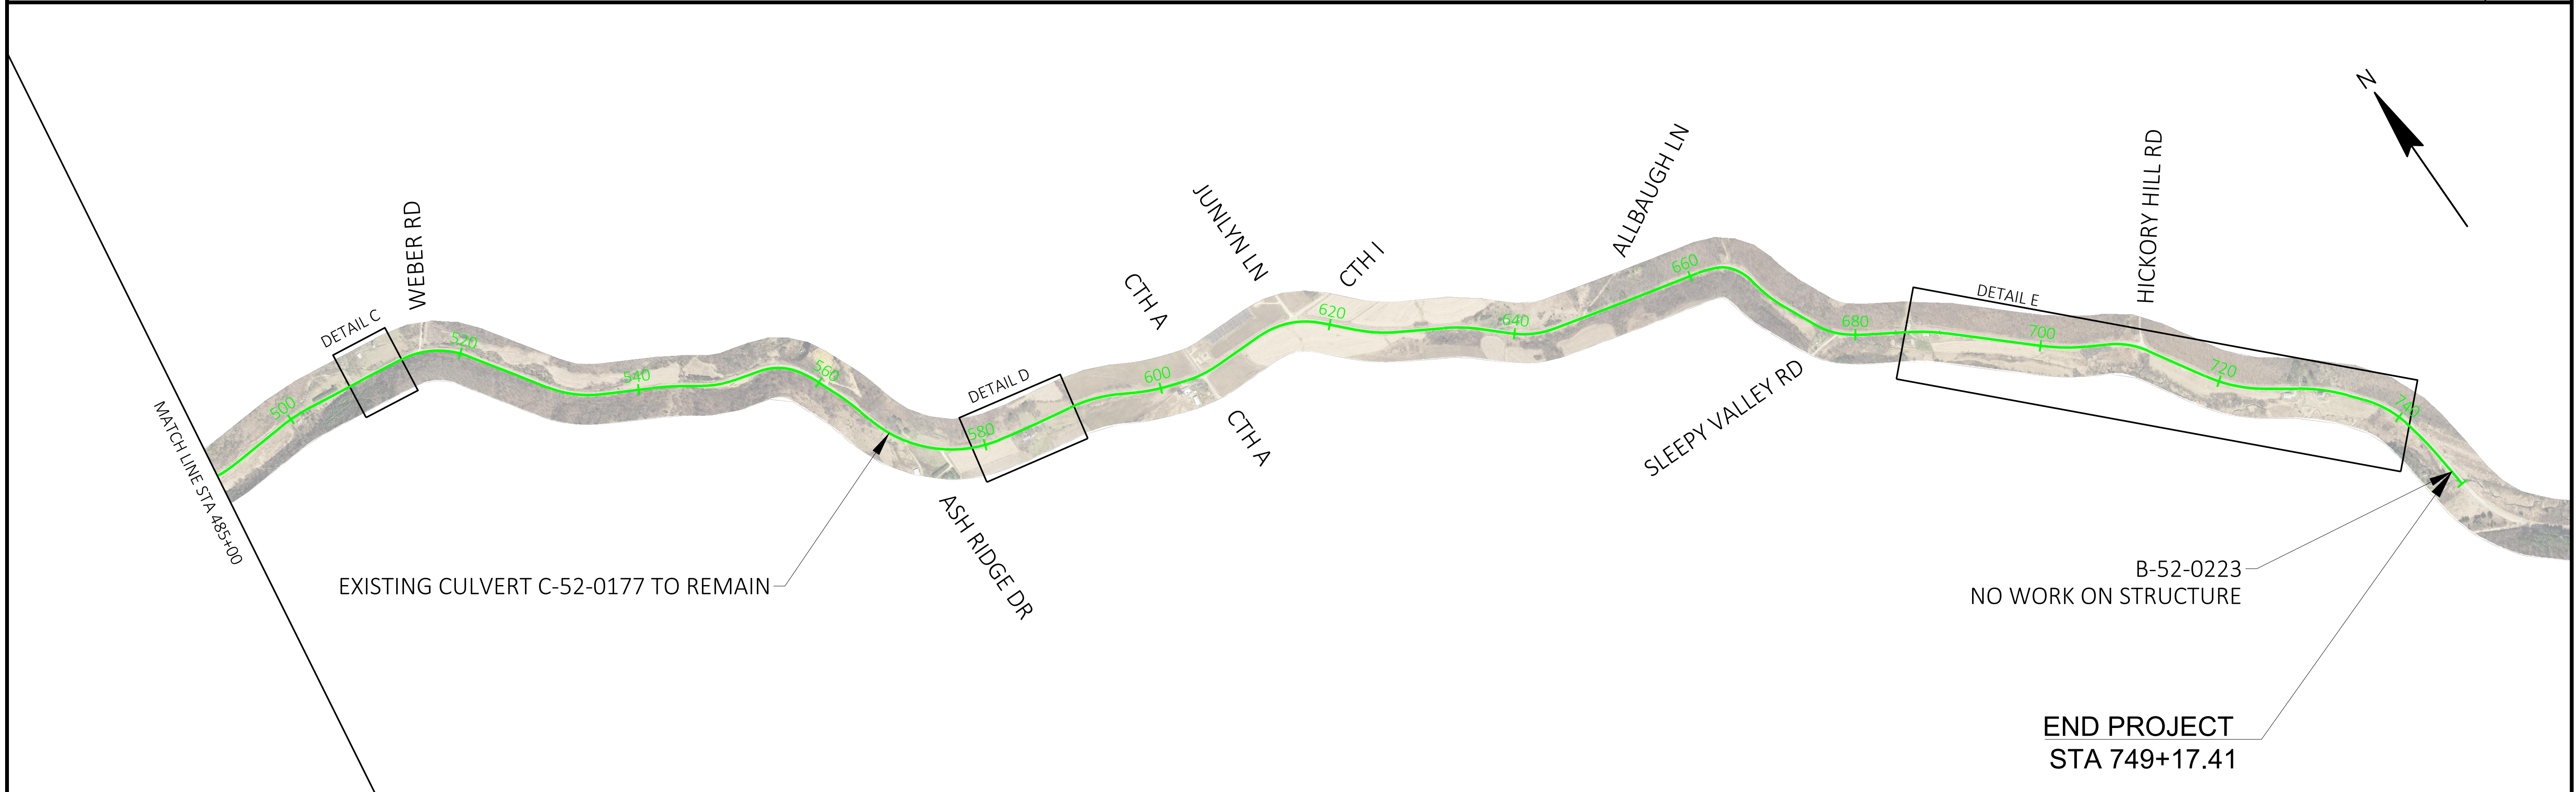 N
WEBER RD
JUNLYN LN
CTH I
CTH A
ALLBAUGH LN
HICKORY HILL RD
DETAIL C
DETAIL D
DETAIL E
500
520
540
560
580
600
620
640
660
680
700
720
740
MATCH LINE STA 485+00
ASH RIDGE DR
CTH A
SLEEPY VALLEY RD
EXISTING CULVERT C-52-0177 TO REMAIN
B-52-0223
NO WORK ON STRUCTURE
END PROJECT
STA 749+17.41